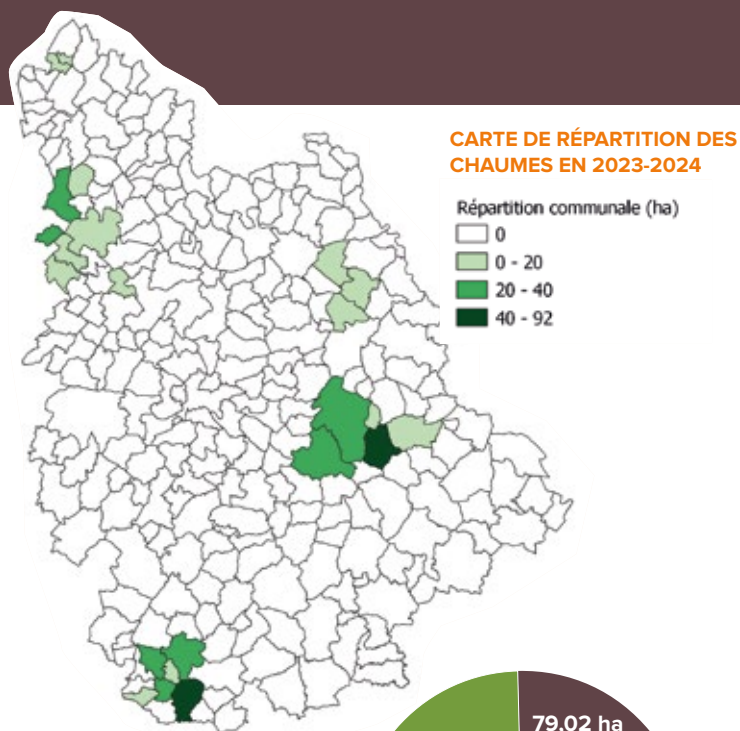 CARTE DE RÉPARTITION DES
CHAUMES EN 2023-2024
Répartition communale (ha)
0
0 - 20
20 - 40
40 - 92
79,02 ha